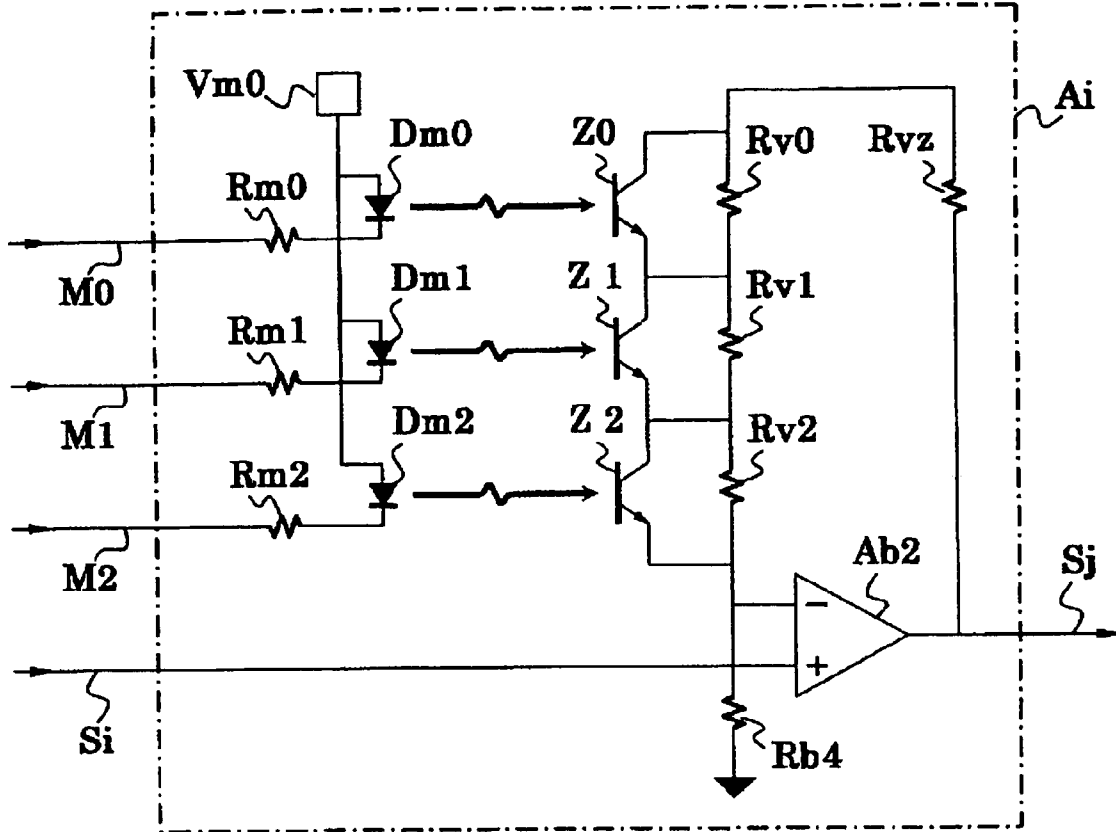 Vm0
Ai
Dm0
Z0
Rv0
Rvz
Rm0
M0
Dm1
Z 1
Rv1
Rm1
M1
Dm2
Z 2
Rv2
Rm2
M2
Ab2
Sj
−
+
Si
Rb4